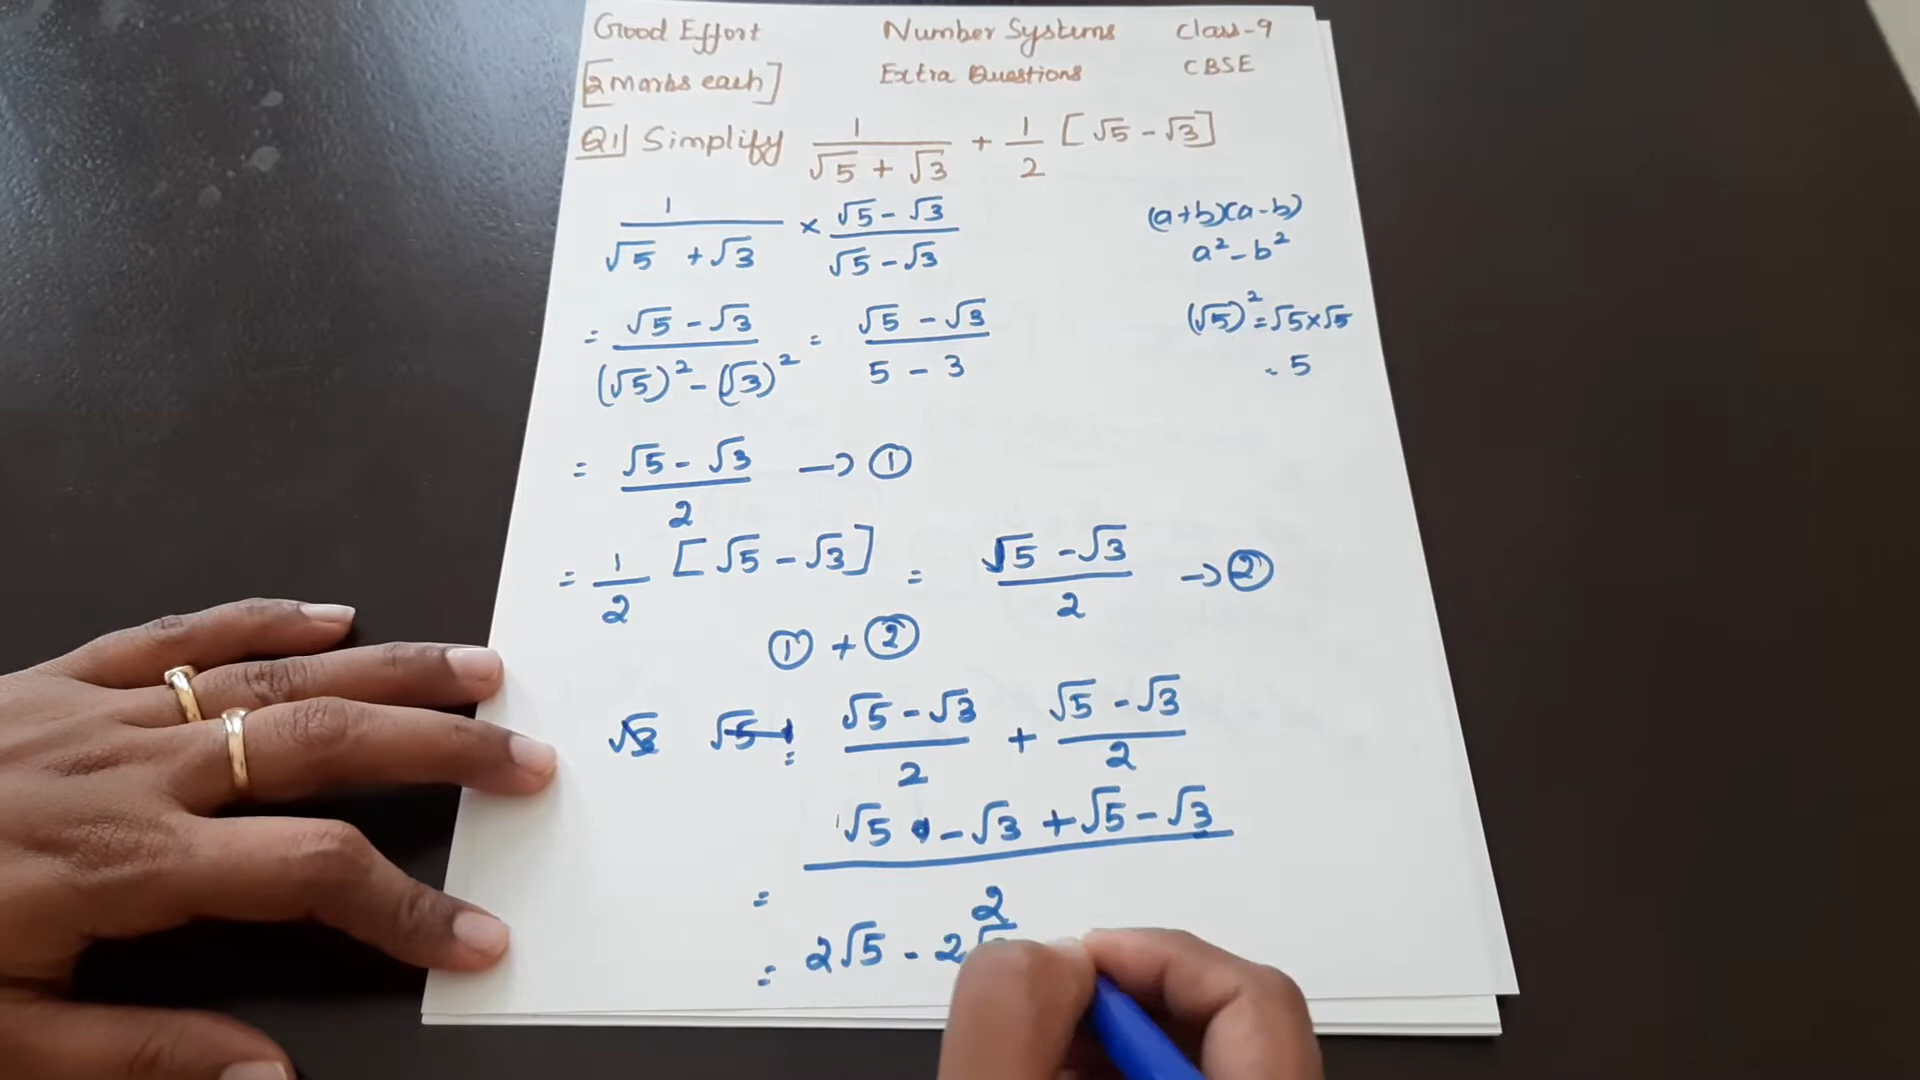 Good Effort Number Systems Class-9
[2 marks each] Extra Questions CBSE
Q1] Simplify 1/(√5 + √3) + 1/2 [√5 - √3]
1/(√5 + √3) × (√5 - √3)/(√5 - √3)
(a+b)(a-b)
a² - b²
= (√5 - √3)/((√5)² - (√3)²) = (√5 - √3)/(5 - 3)
(√5)² = √5×√5
= 5
= (√5 - √3)/2 → ①
= 1/2 [√5 - √3] = (√5 - √3)/2 → ②
① + ②
= (√5 - √3)/2 + (√5 - √3)/2
= (√5 - √3 + √5 - √3)/2
= 2√5 - 2√